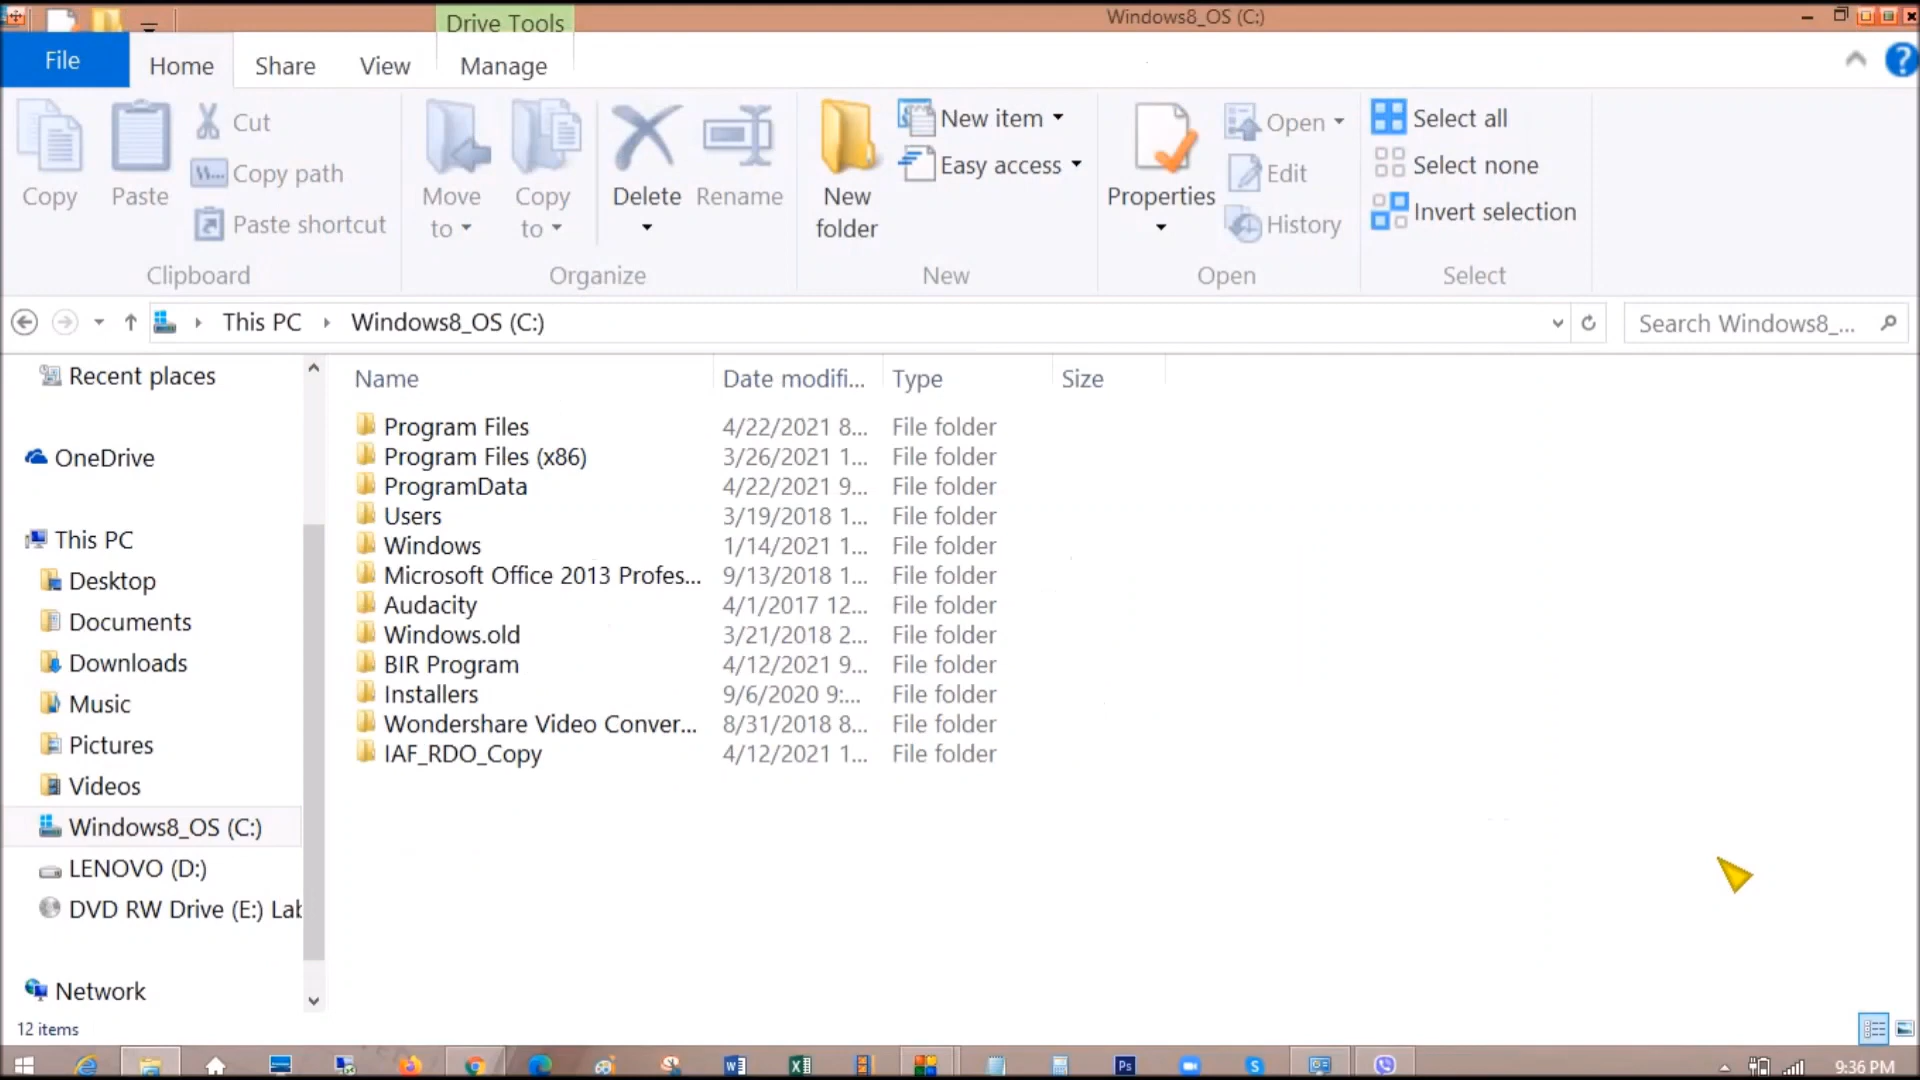 Drive Tools
Windows8_OS (C:)
File
Home
Share
View
Manage
Copy
Paste
Cut
Copy path
Paste shortcut
Clipboard
Move to
Copy to
Delete
Rename
Organize
New folder
New item
Easy access
New
Properties
Open
Edit
History
Open
Select all
Select none
Invert selection
Select
This PC
Windows8_OS (C:)
Search Windows8_...
Recent places
OneDrive
This PC
Desktop
Documents
Downloads
Music
Pictures
Videos
Windows8_OS (C:)
LENOVO (D:)
DVD RW Drive (E:) Lab
Network
Name Date modifi... Type Size
Program Files 4/22/2021 8... File folder
Program Files (x86) 3/26/2021 1... File folder
ProgramData 4/22/2021 9... File folder
Users 3/19/2018 1... File folder
Windows 1/14/2021 1... File folder
Microsoft Office 2013 Profes... 9/13/2018 1... File folder
Audacity 4/1/2017 12... File folder
Windows.old 3/21/2018 2... File folder
BIR Program 4/12/2021 9... File folder
Installers 9/6/2020 9:... File folder
Wondershare Video Conver... 8/31/2018 8... File folder
IAF_RDO_Copy 4/12/2021 1... File folder
12 items
9:36 PM